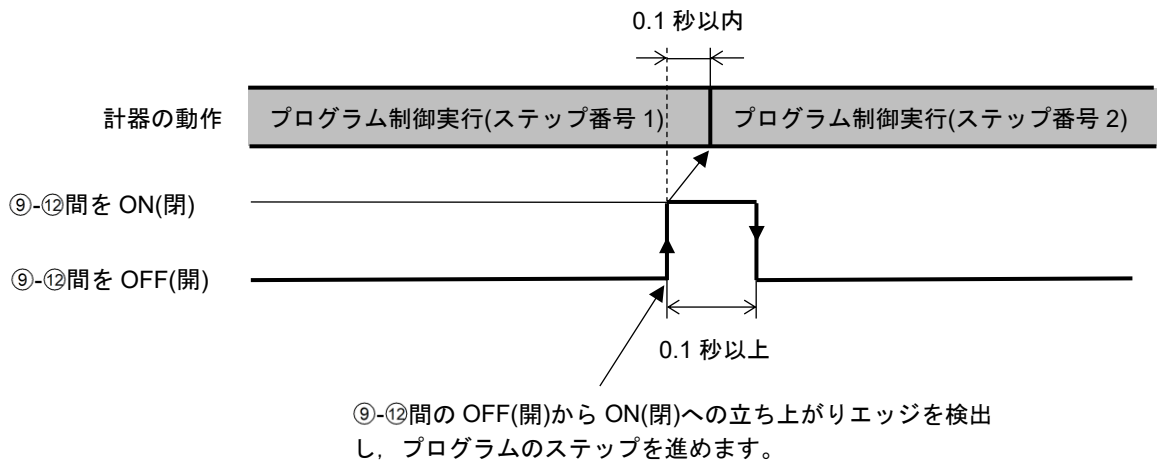 0.1 秒以内
計器の動作 プログラム制御実行(ステップ番号 1) プログラム制御実行(ステップ番号 2)
⑨-⑫間を ON(閉)
⑨-⑫間を OFF(開)
0.1 秒以上
⑨-⑫間の OFF(開)から ON(閉)への立ち上がりエッジを検出
し，プログラムのステップを進めます。